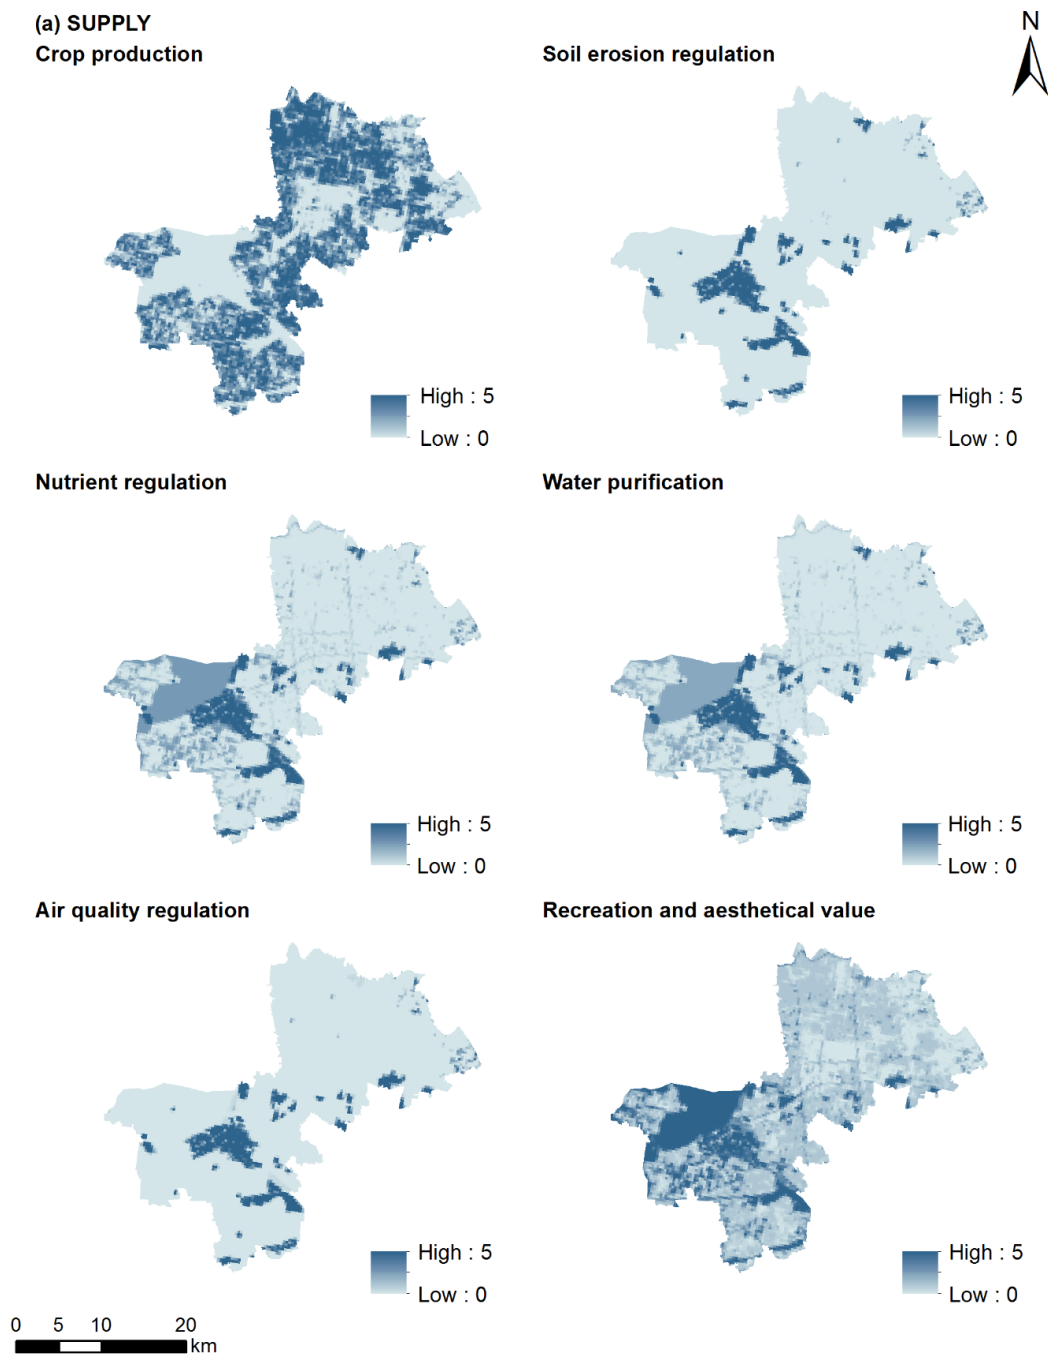 (a) SUPPLY
N
Crop production
Soil erosion regulation
High : 5
Low : 0
High : 5
Low : 0
Nutrient regulation
Water purification
High : 5
Low : 0
High : 5
Low : 0
Air quality regulation
Recreation and aesthetical value
High : 5
Low : 0
High : 5
Low : 0
0 5 10 20
km